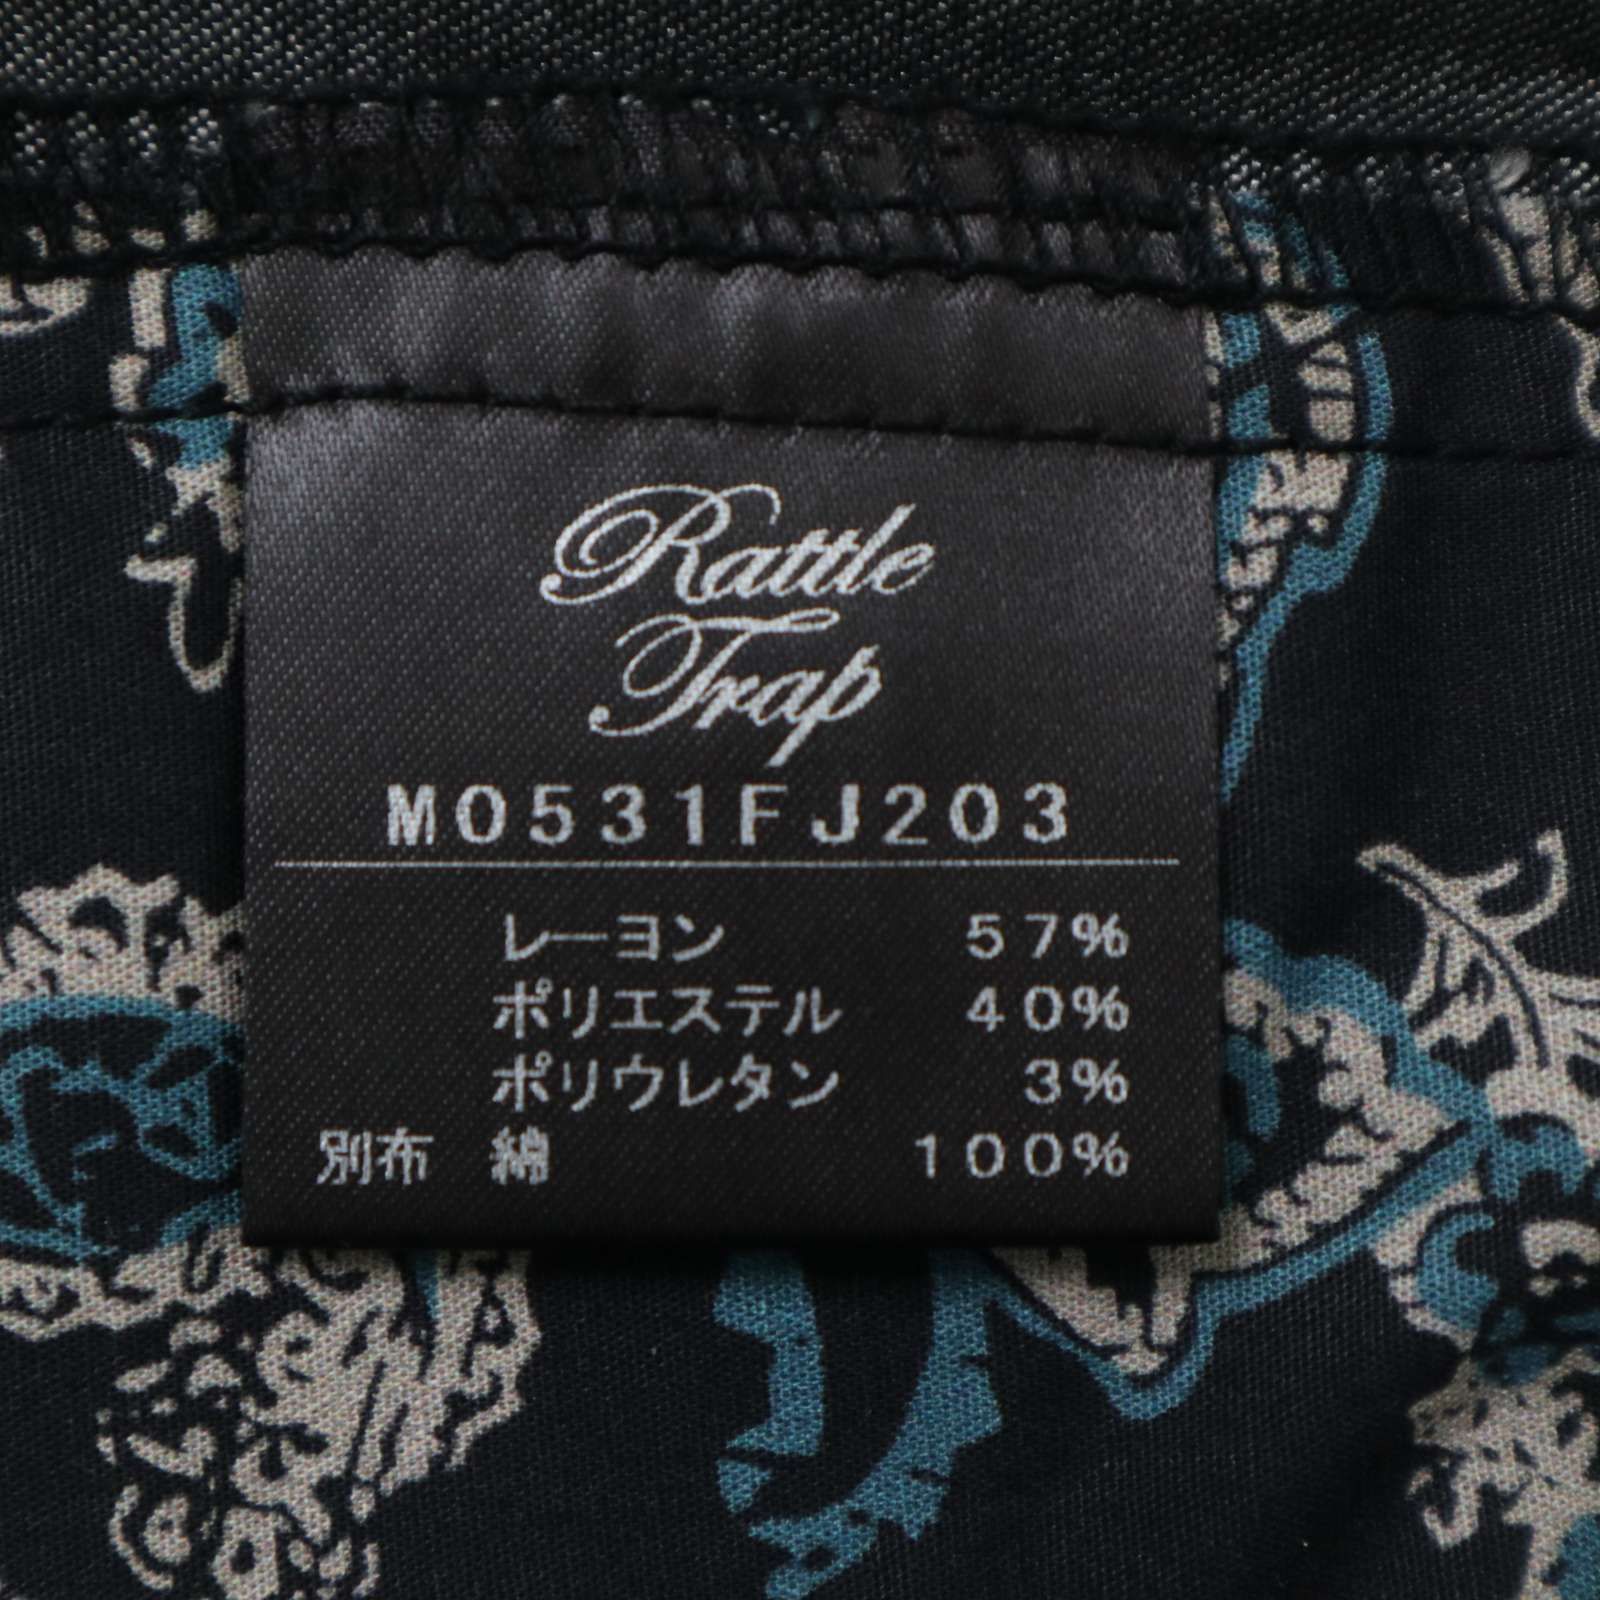 Rattle
Trap
M0531FJ203
レーヨン 57%
ポリエステル 40%
ポリウレタン 3%
別布 綿 100%